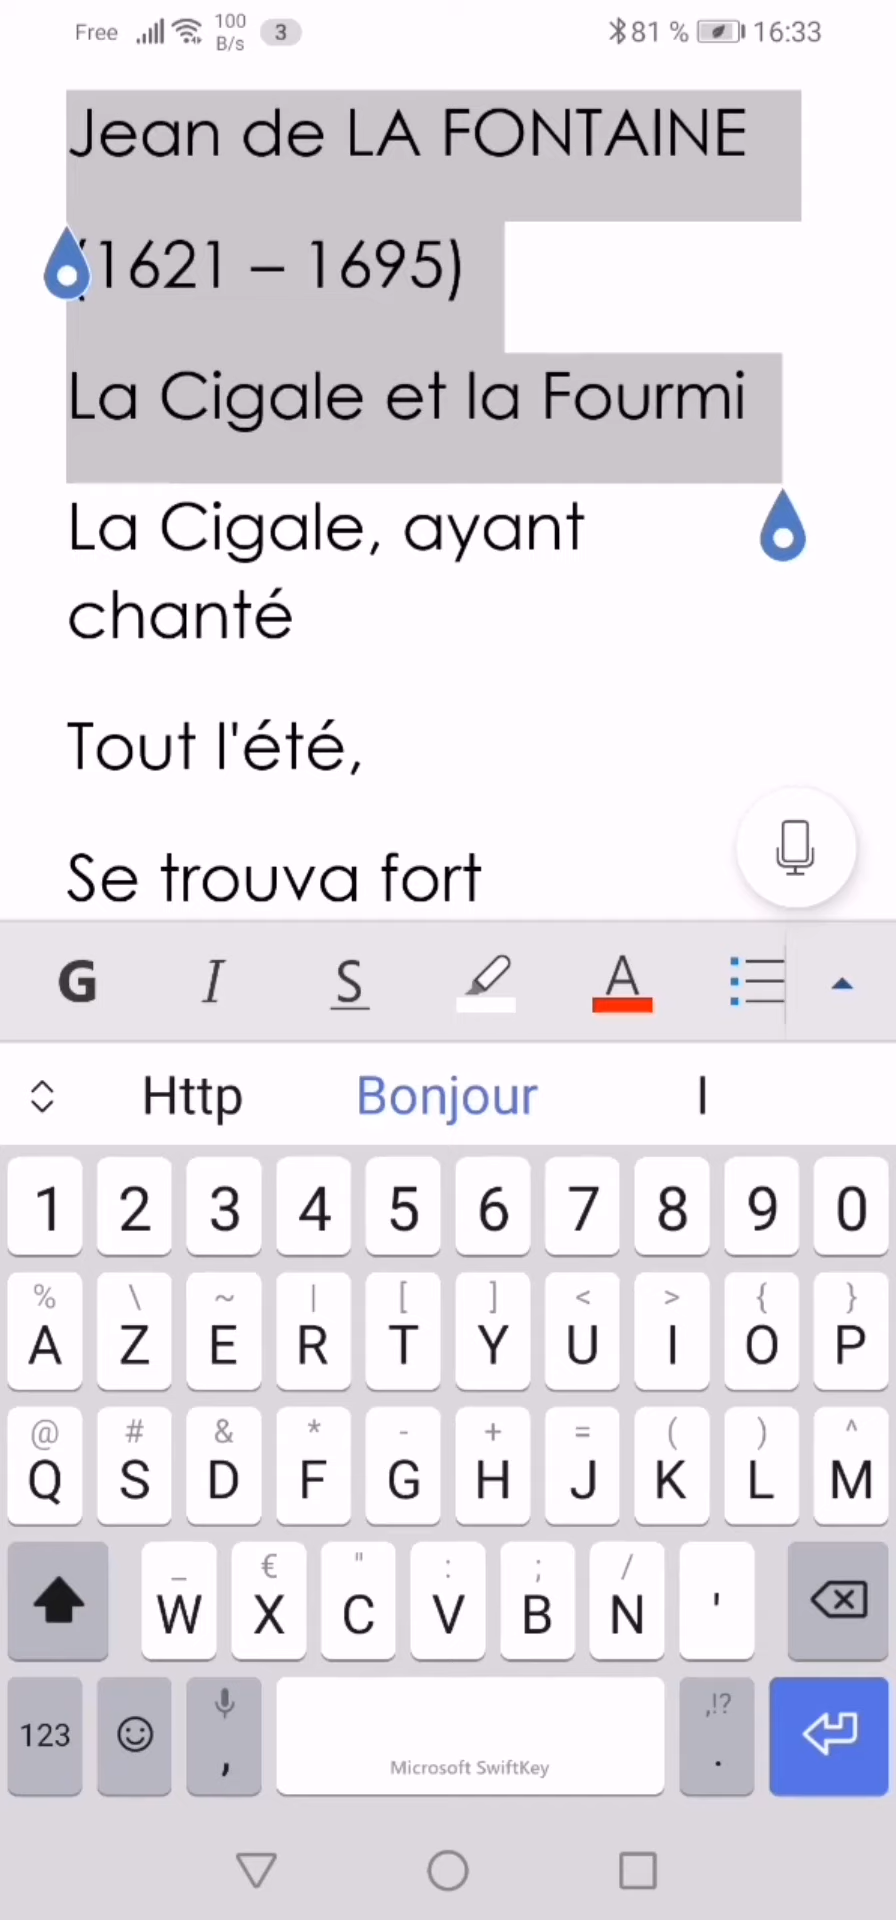 Free 100 B/s 3 81 % 16:33
Jean de LA FONTAINE
(1621 – 1695)
La Cigale et la Fourmi
La Cigale, ayant
chanté
Tout l'été,
Se trouva fort
G I S A
Http Bonjour I
1 2 3 4 5 6 7 8 9 0
% \ ~ | [ ] < > { }
A Z E R T Y U I O P
@ # & * - + = ( ) ^
Q S D F G H J K L M
_ € " : ; /
W X C V B N '
,!?
123 , Microsoft SwiftKey .